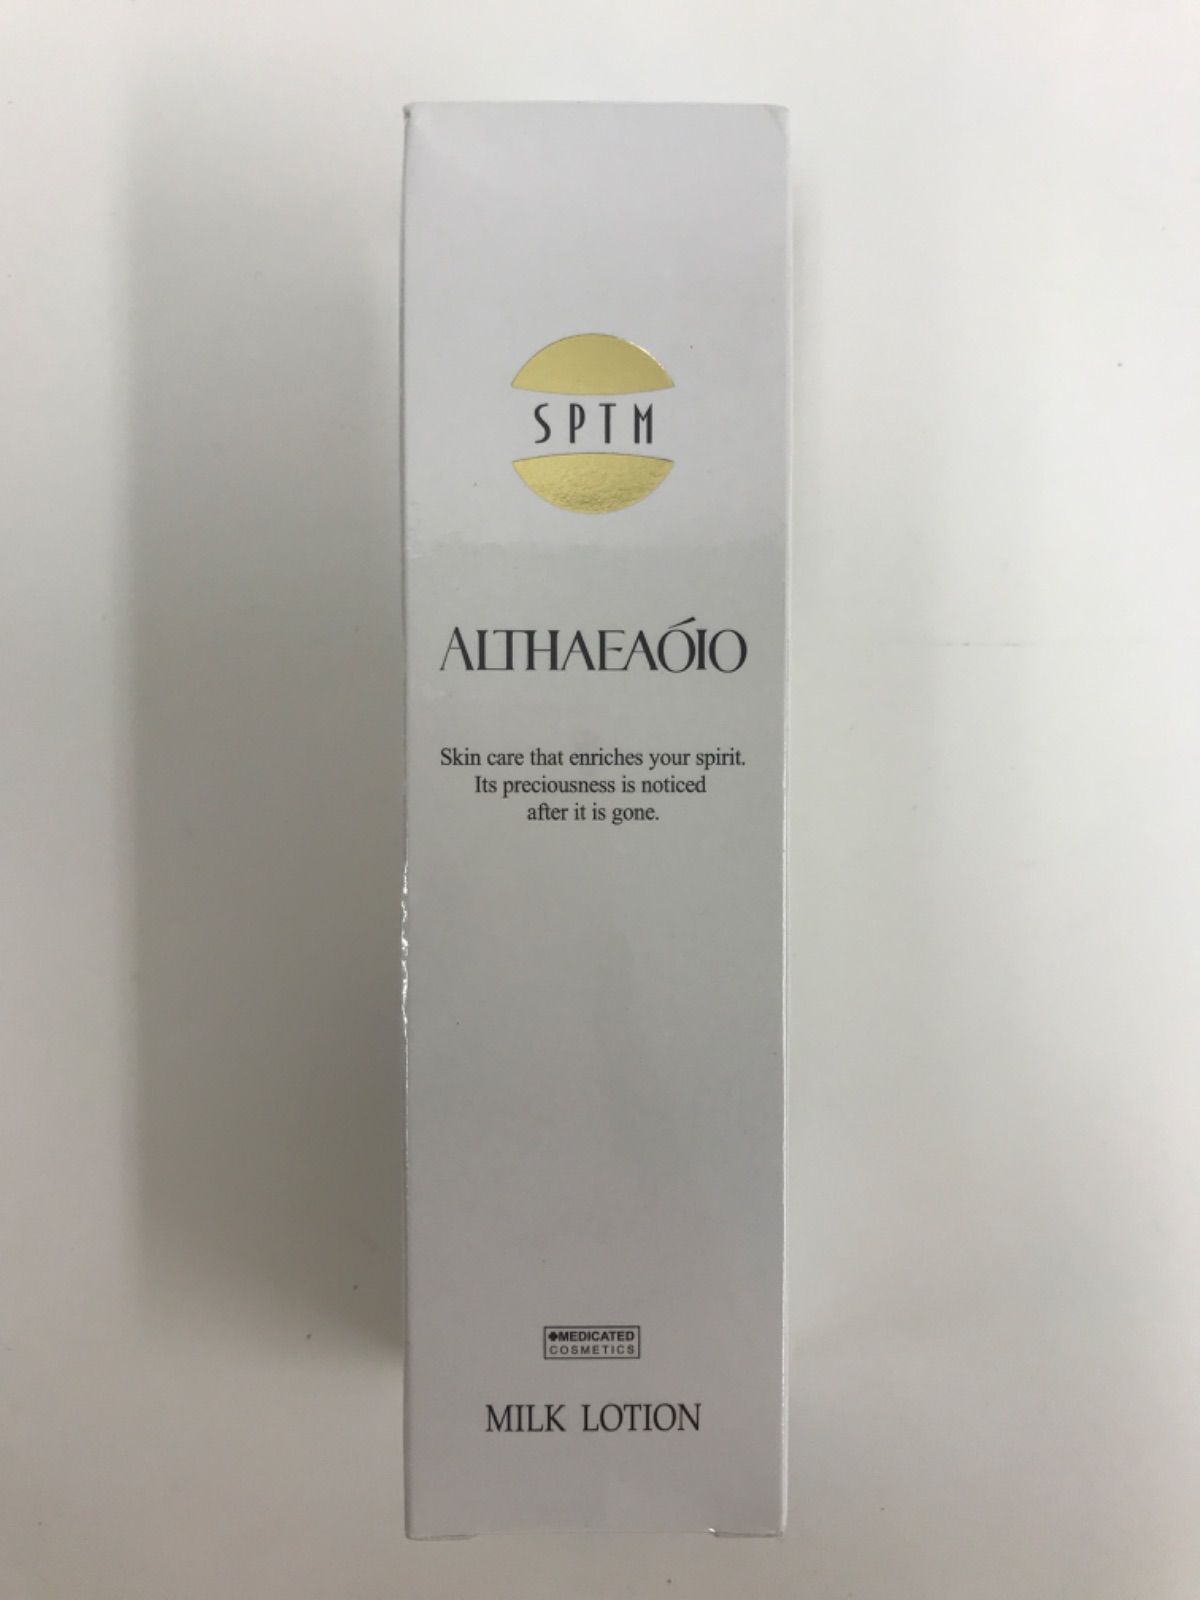 SPTM
ALTHAEAÓIO
Skin care that enriches your spirit.
Its preciousness is noticed
after it is gone.
✚MEDICATED
COSMETICS
MILK LOTION